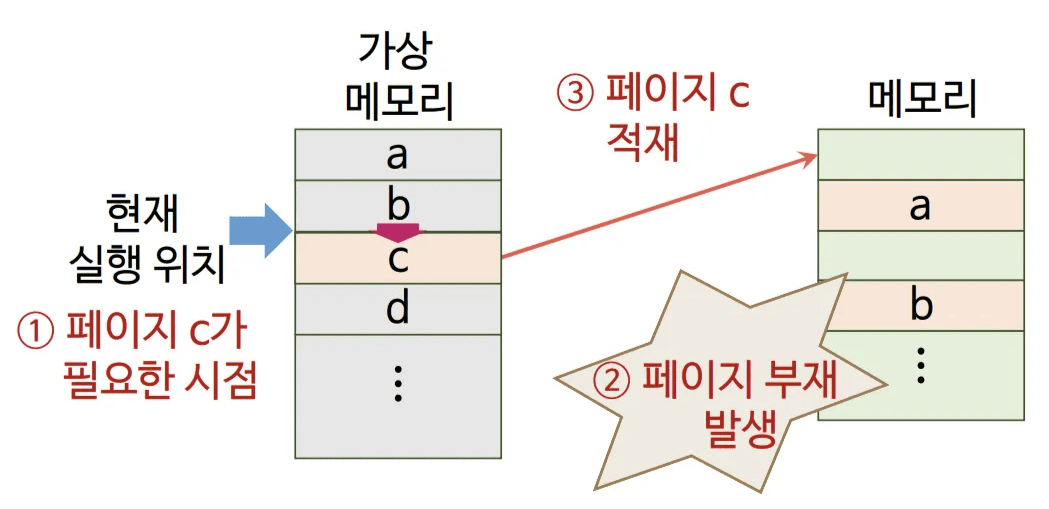 가상
메모리
a
b
c
d
⋮
현재
실행 위치
① 페이지 c가
필요한 시점
③ 페이지 c
적재
② 페이지 부재
발생
메모리
a
b
⋮